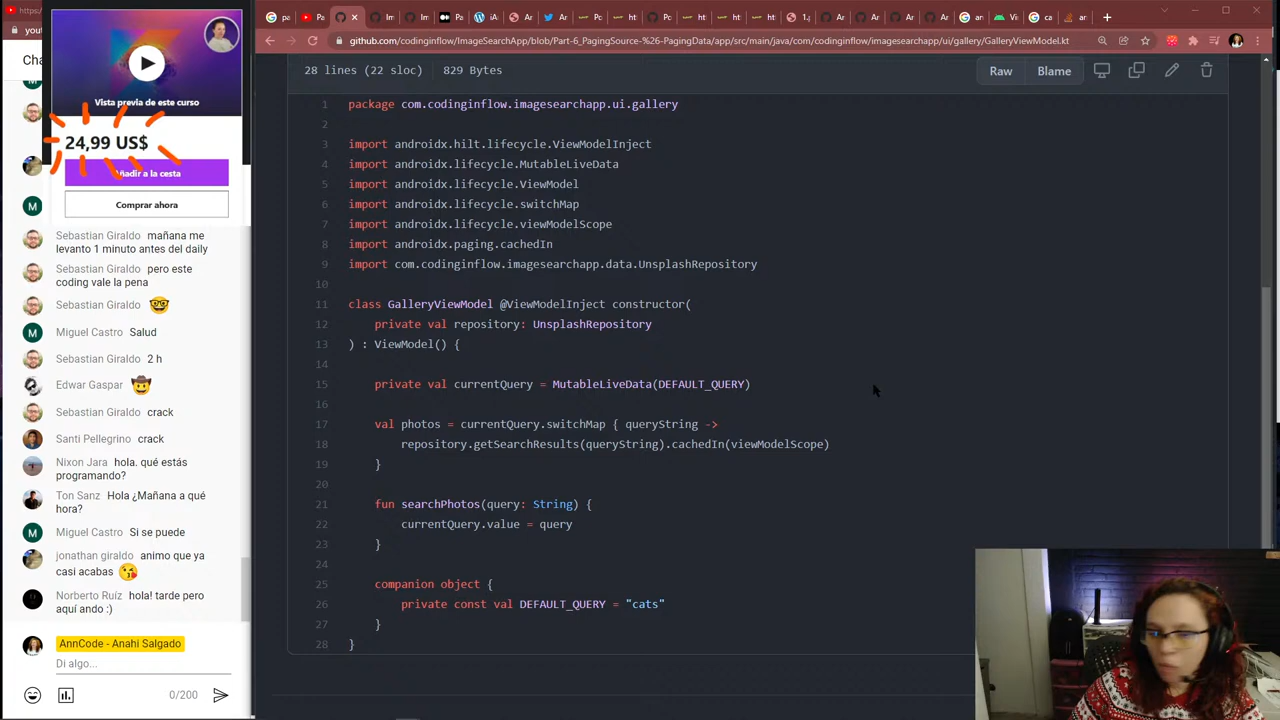 https:/
youtu
Cha
Vista previa de este curso
24,99 US$
Añadir a la cesta
Comprar ahora
Sebastian Giraldo mañana me
levanto 1 minuto antes del daily
Sebastian Giraldo pero este
coding vale la pena
Sebastian Giraldo
Miguel Castro Salud
Sebastian Giraldo 2 h
Edwar Gaspar
Sebastian Giraldo crack
Santi Pellegrino crack
Nixon Jara hola. qué estás
programando?
Ton Sanz Hola ¿Mañana a qué
hora?
Miguel Castro Si se puede
jonathan giraldo animo que ya
casi acabas
Norberto Ruíz hola! tarde pero
aquí ando :)
AnnCode - Anahi Salgado
Di algo...
0/200
github.com/codinginflow/ImageSearchApp/blob/Part-6_PagingSource-%26-PagingData/app/src/main/java/com/codinginflow/imagesearchapp/ui/gallery/GalleryViewModel.kt
28 lines (22 sloc) 829 Bytes
Raw Blame
1 package com.codinginflow.imagesearchapp.ui.gallery
2
3 import androidx.hilt.lifecycle.ViewModelInject
4 import androidx.lifecycle.MutableLiveData
5 import androidx.lifecycle.ViewModel
6 import androidx.lifecycle.switchMap
7 import androidx.lifecycle.viewModelScope
8 import androidx.paging.cachedIn
9 import com.codinginflow.imagesearchapp.data.UnsplashRepository
10
11 class GalleryViewModel @ViewModelInject constructor(
12 private val repository: UnsplashRepository
13 ) : ViewModel() {
14
15 private val currentQuery = MutableLiveData(DEFAULT_QUERY)
16
17 val photos = currentQuery.switchMap { queryString ->
18 repository.getSearchResults(queryString).cachedIn(viewModelScope)
19 }
20
21 fun searchPhotos(query: String) {
22 currentQuery.value = query
23 }
24
25 companion object {
26 private const val DEFAULT_QUERY = "cats"
27 }
28 }